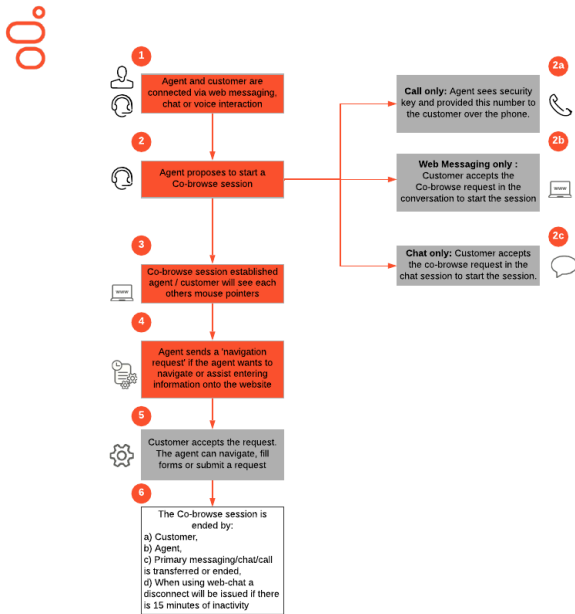 1
Agent and customer are
connected via web messaging,
chat or voice interaction
2
Agent proposes to start a
Co-browse session
2a
Call only: Agent sees security
key and provided this number to
the customer over the phone.
2b
Web Messaging only :
Customer accepts the
Co-browse request in the
conversation to start the session
www
2c
Chat only: Customer accepts
the co-browse request in the
chat session to start the session.
3
Co-browse session established
agent / customer will see each
others mouse pointers
www
4
Agent sends a 'navigation
request' if the agent wants to
navigate or assist entering
information onto the website
5
Customer accepts the request.
The agent can navigate, fill
forms or submit a request
6
The Co-browse session is
ended by:
a) Customer,
b) Agent,
c) Primary messaging/chat/call
is transferred or ended,
d) When using web-chat a
disconnect will be issued if there
is 15 minutes of inactivity